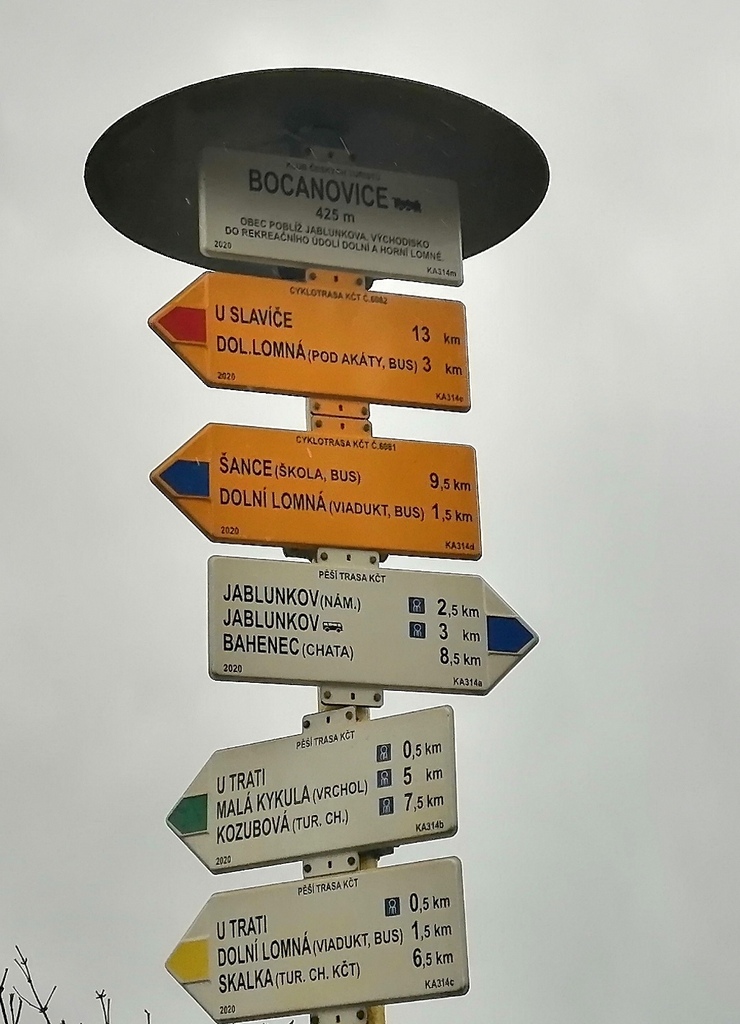 KLUB ČESKÝCH TURISTŮ
BOCANOVICE
425 m
OBEC POBLÍŽ JABLUNKOVA, VÝCHODISKO
DO REKREAČNÍHO ÚDOLÍ DOLNÍ A HORNÍ LOMNÉ.
2020 KA314m
CYKLOTRASA KČT Č.6082
U SLAVÍČE 13 km
DOL.LOMNÁ (POD AKÁTY, BUS) 3 km
2020 KA314e
CYKLOTRASA KČT Č.6081
ŠANCE (ŠKOLA, BUS) 9,5 km
DOLNÍ LOMNÁ (VIADUKT, BUS) 1,5 km
2020 KA314d
PĚŠÍ TRASA KČT
JABLUNKOV (NÁM.) 2,5 km
JABLUNKOV 3 km
BAHENEC (CHATA) 8,5 km
2020 KA314a
PĚŠÍ TRASA KČT
U TRATI 0,5 km
MALÁ KYKULA (VRCHOL) 5 km
KOZUBOVÁ (TUR. CH.) 7,5 km
2020 KA314b
PĚŠÍ TRASA KČT
U TRATI 0,5 km
DOLNÍ LOMNÁ (VIADUKT, BUS) 1,5 km
SKALKA (TUR. CH. KČT) 6,5 km
2020 KA314c